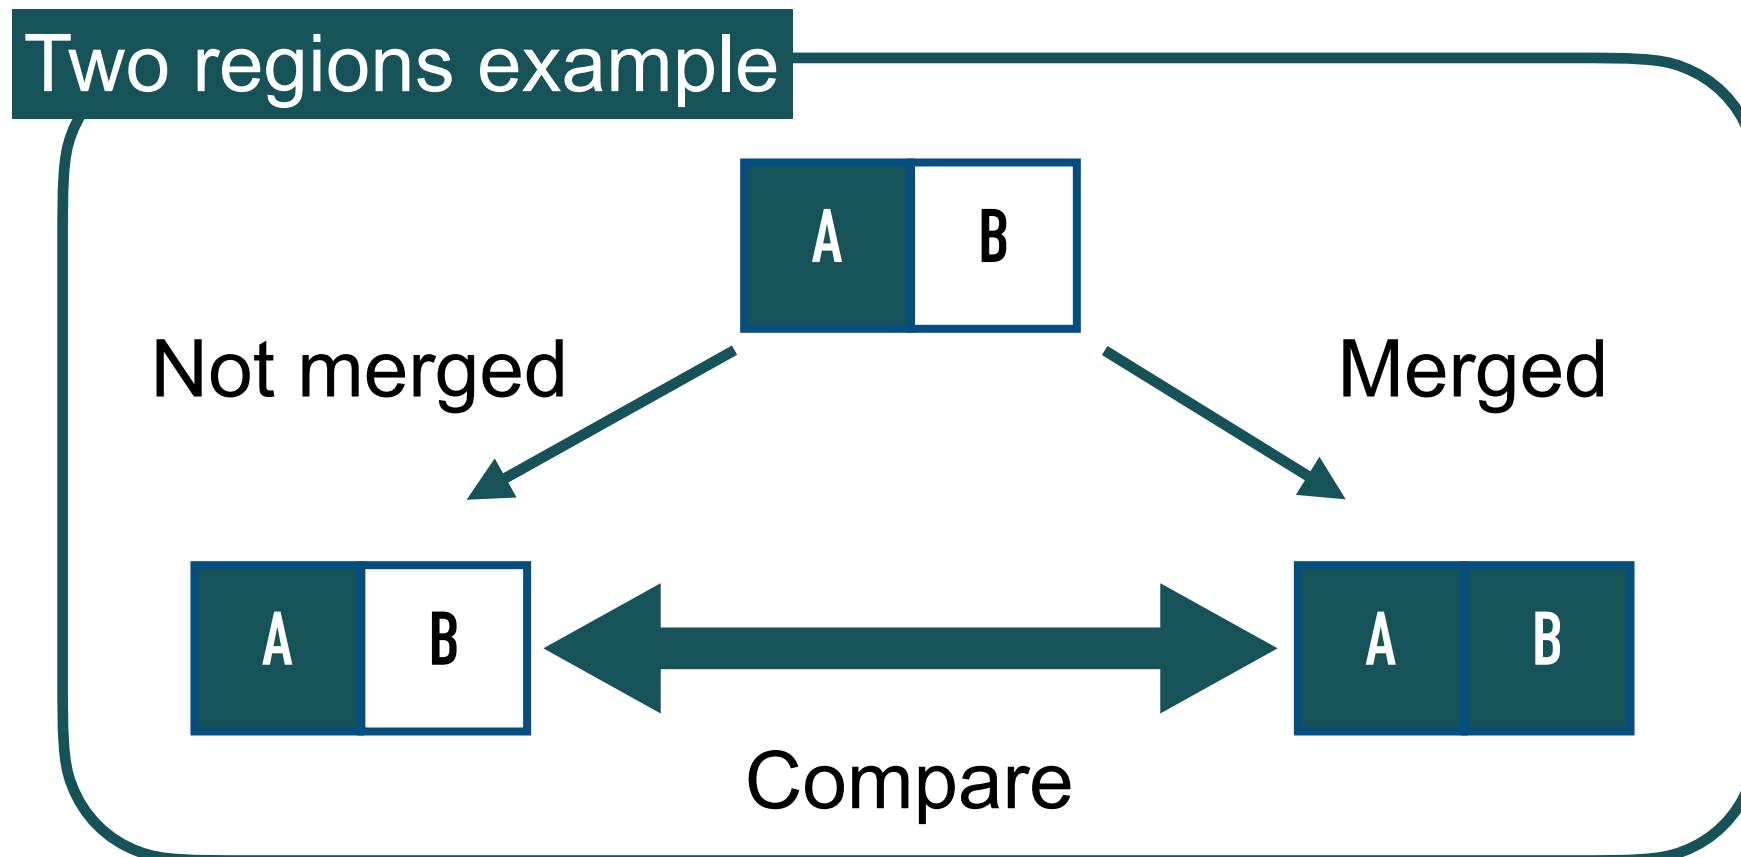 Two regions example
A B
Not merged
Merged
A B
A B
Compare